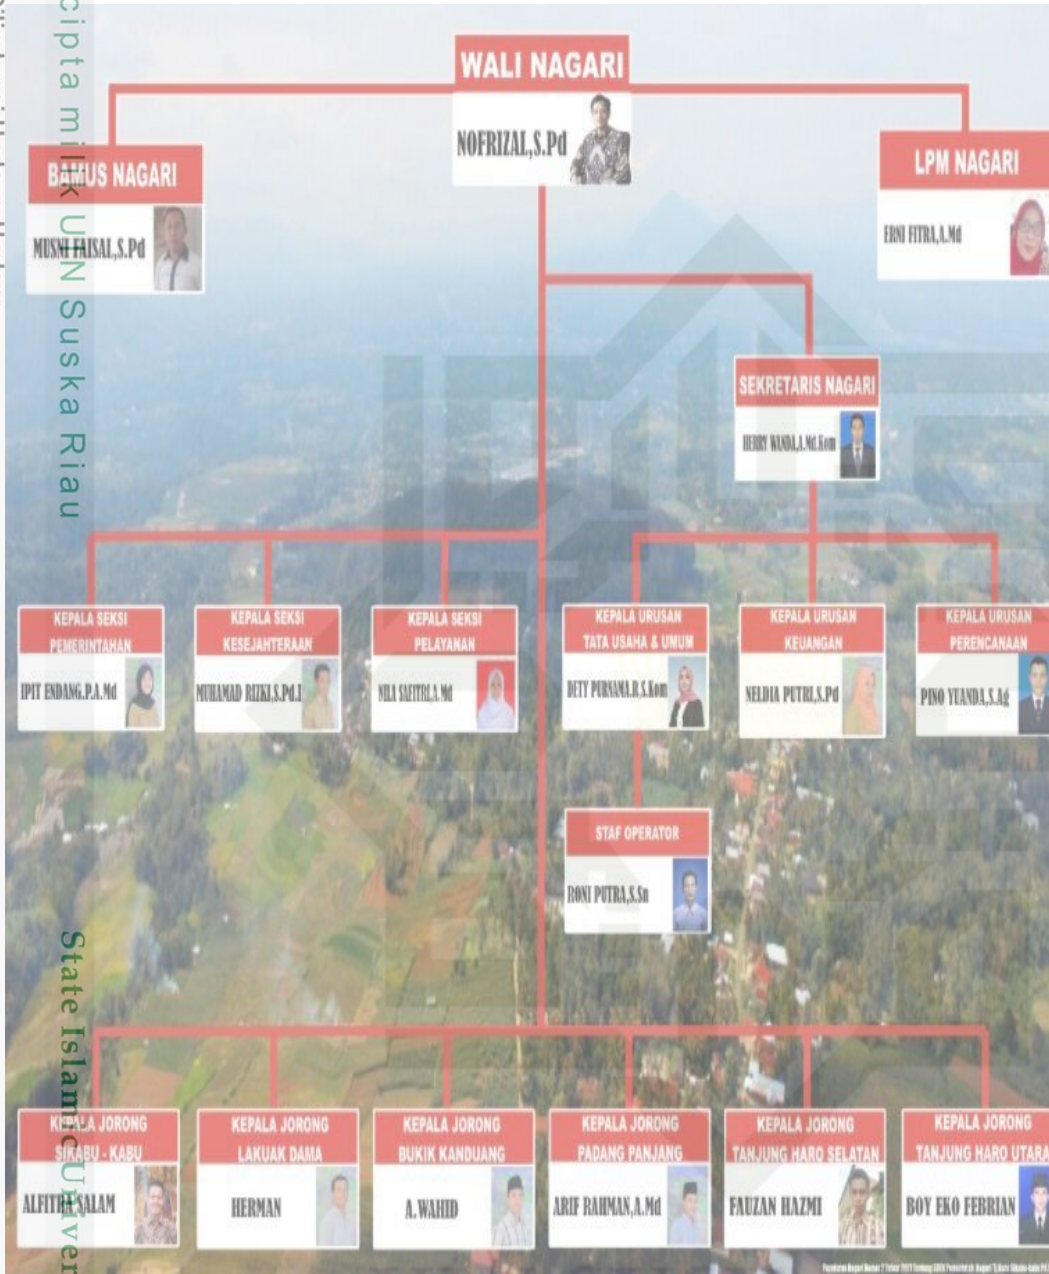 WALI NAGARI
NOFRIZAL,S.Pd
BAMUS NAGARI
MUSNI FAISAL,S.Pd
LPM NAGARI
ERNI FITRA,A.Md
SEKRETARIS NAGARI
HERRY WANDA,A.Md.Kom
KEPALA SEKSI
PEMERINTAHAN
IPIT ENDANG.P.A.Md
KEPALA SEKSI
KESEJAHTERAAN
MUHAMAD RIZKI,S.Pd.I
KEPALA SEKSI
PELAYANAN
NILA SAFITRI,A.Md
KEPALA URUSAN
TATA USAHA & UMUM
DETY PURNAMA.R.S.Kom
KEPALA URUSAN
KEUANGAN
NELDIA PUTRI,S.Pd
KEPALA URUSAN
PERENCANAAN
PINO YUANDA,S.Ag
STAF OPERATOR
RONI PUTRA,S.Sn
KEPALA JORONG
SIKABU - KABU
ALFITRA SALAM
KEPALA JORONG
LAKUAK DAMA
HERMAN
KEPALA JORONG
BUKIK KANDUANG
A.WAHID
KEPALA JORONG
PADANG PANJANG
ARIF RAHMAN,A.Md
KEPALA JORONG
TANJUNG HARO SELATAN
FAUZAN HAZMI
KEPALA JORONG
TANJUNG HARO UTARA
BOY EKO FEBRIAN
cipta milik UIN Suska Riau
State Islamic Univer